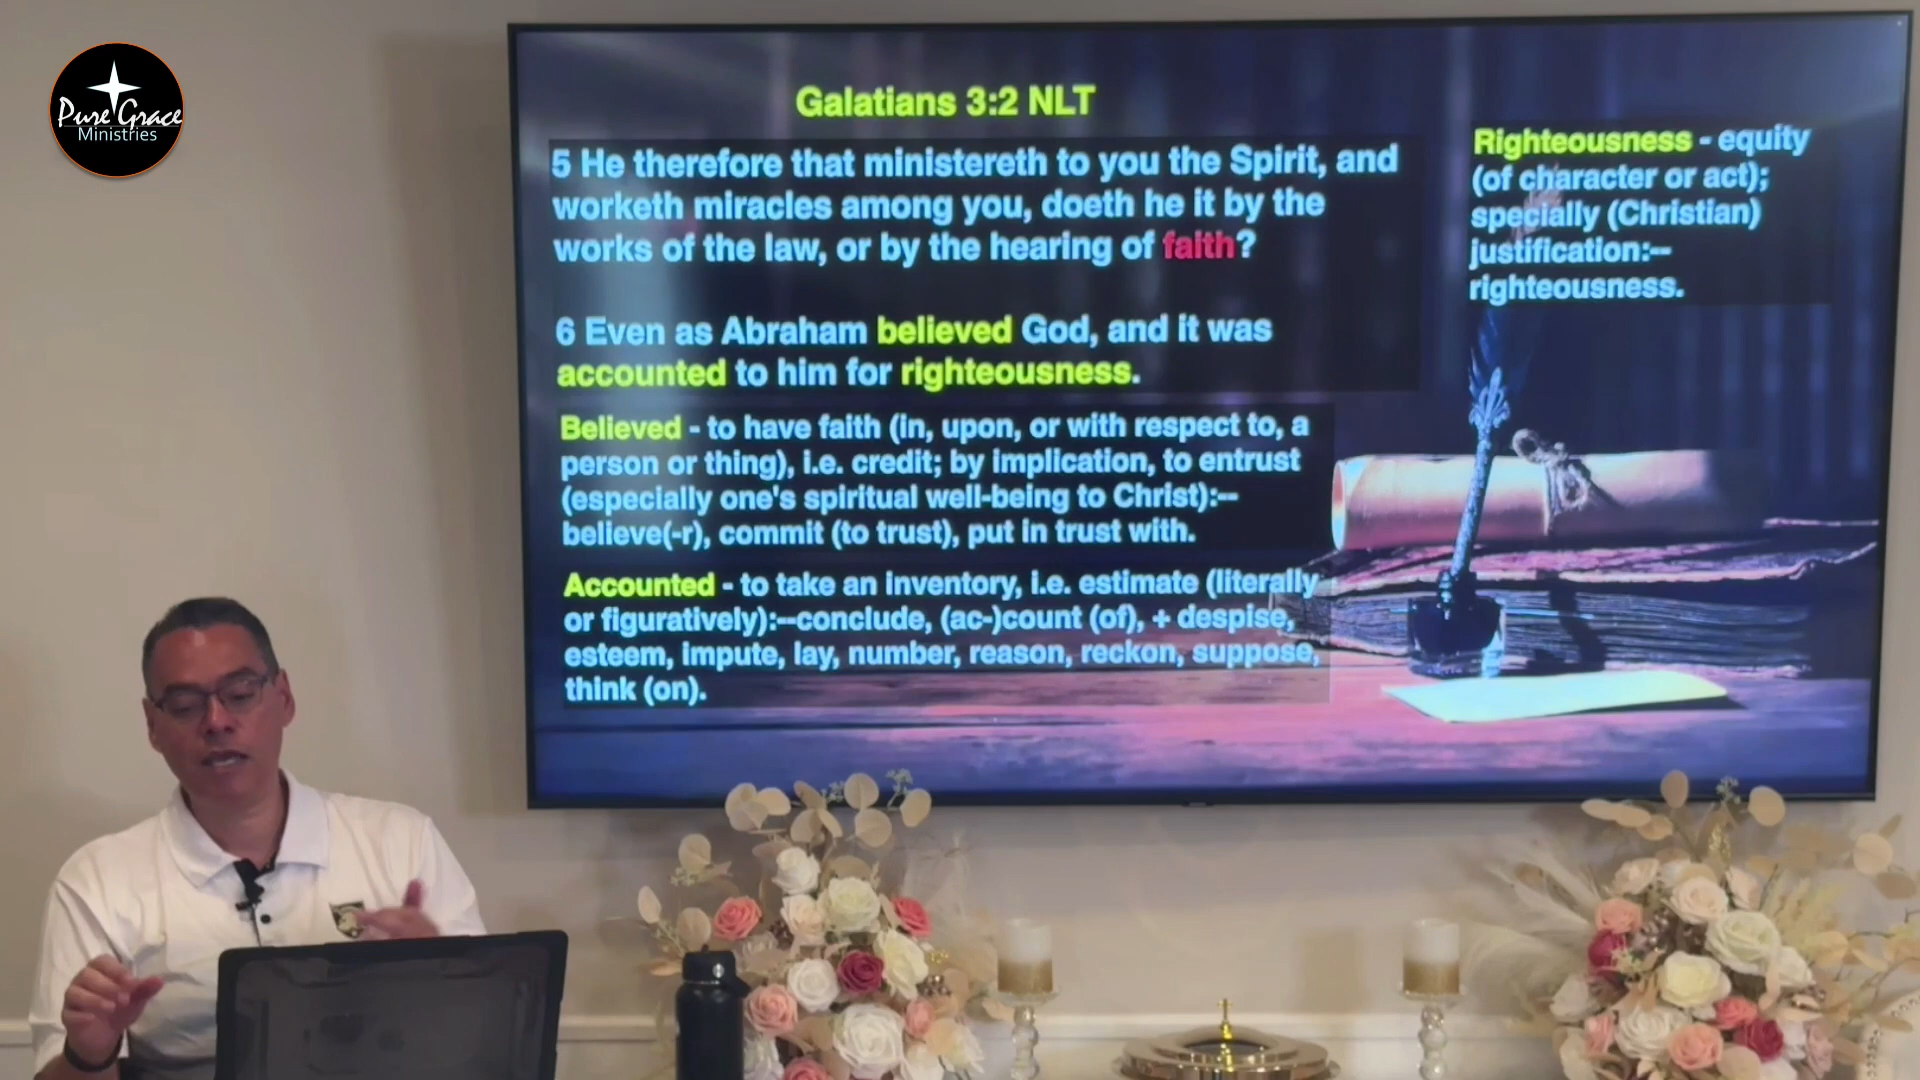 Pure Grace
Ministries
Galatians 3:2 NLT
5 He therefore that ministereth to you the Spirit, and
worketh miracles among you, doeth he it by the
works of the law, or by the hearing of faith?
6 Even as Abraham believed God, and it was
accounted to him for righteousness.
Believed - to have faith (in, upon, or with respect to, a
person or thing), i.e. credit; by implication, to entrust
(especially one's spiritual well-being to Christ):--
believe(-r), commit (to trust), put in trust with.
Accounted - to take an inventory, i.e. estimate (literally
or figuratively):--conclude, (ac-)count (of), + despise,
esteem, impute, lay, number, reason, reckon, suppose,
think (on).
Righteousness - equity
(of character or act);
specially (Christian)
justification:--
righteousness.